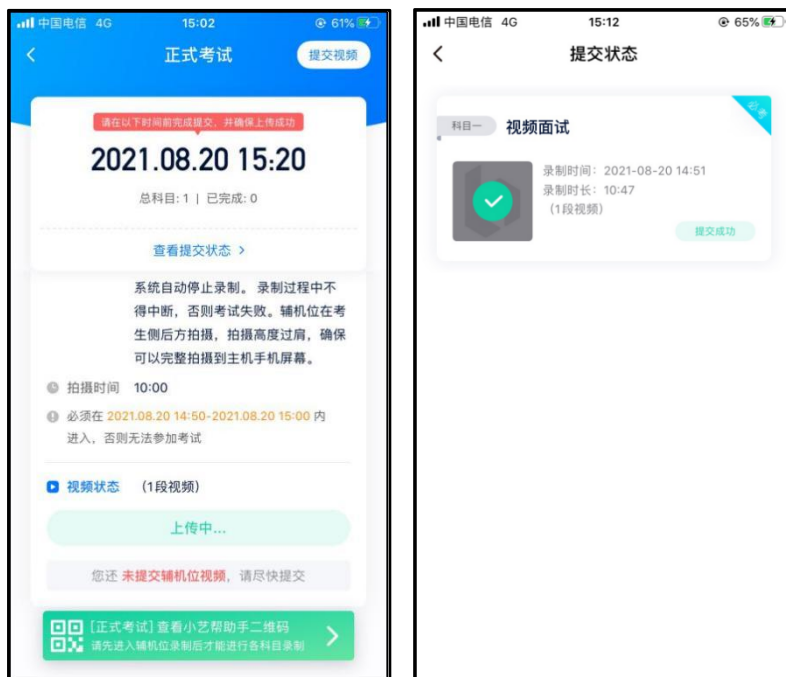 中国电信 4G 15:02 61%
正式考试 提交视频
请在以下时间前完成提交，并确保上传成功
2021.08.20 15:20
总科目: 1 | 已完成: 0
查看提交状态 >
系统自动停止录制。 录制过程中不
得中断，否则考试失败。辅机位在考
生侧后方拍摄，拍摄高度过肩，确保
可以完整拍摄到主机手机屏幕。
拍摄时间 10:00
必须在 2021.08.20 14:50-2021.08.20 15:00 内
进入，否则无法参加考试
视频状态 (1段视频)
上传中...
您还 未提交辅机位视频，请尽快提交
[正式考试] 查看小艺帮助手二维码
请先进入辅机位录制后才能进行各科目录制
中国电信 4G 15:12 65%
提交状态
必考
科目一 视频面试
录制时间：2021-08-20 14:51
录制时长：10:47
(1段视频)
提交成功